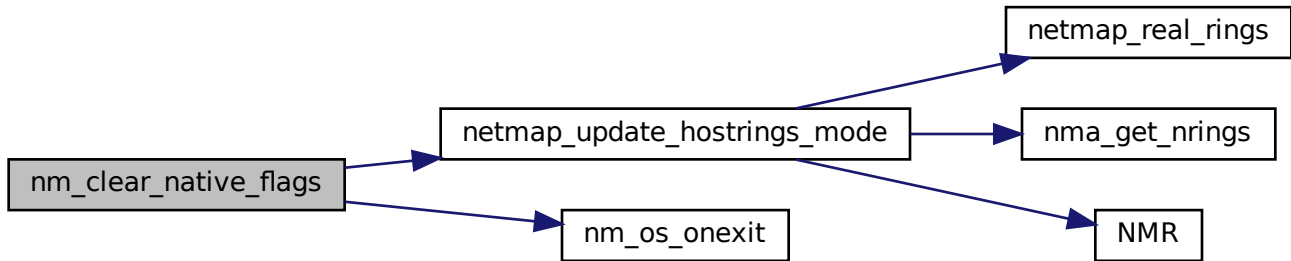 netmap_real_rings
netmap_update_hostrings_mode
nma_get_nrings
nm_clear_native_flags
nm_os_onexit
NMR